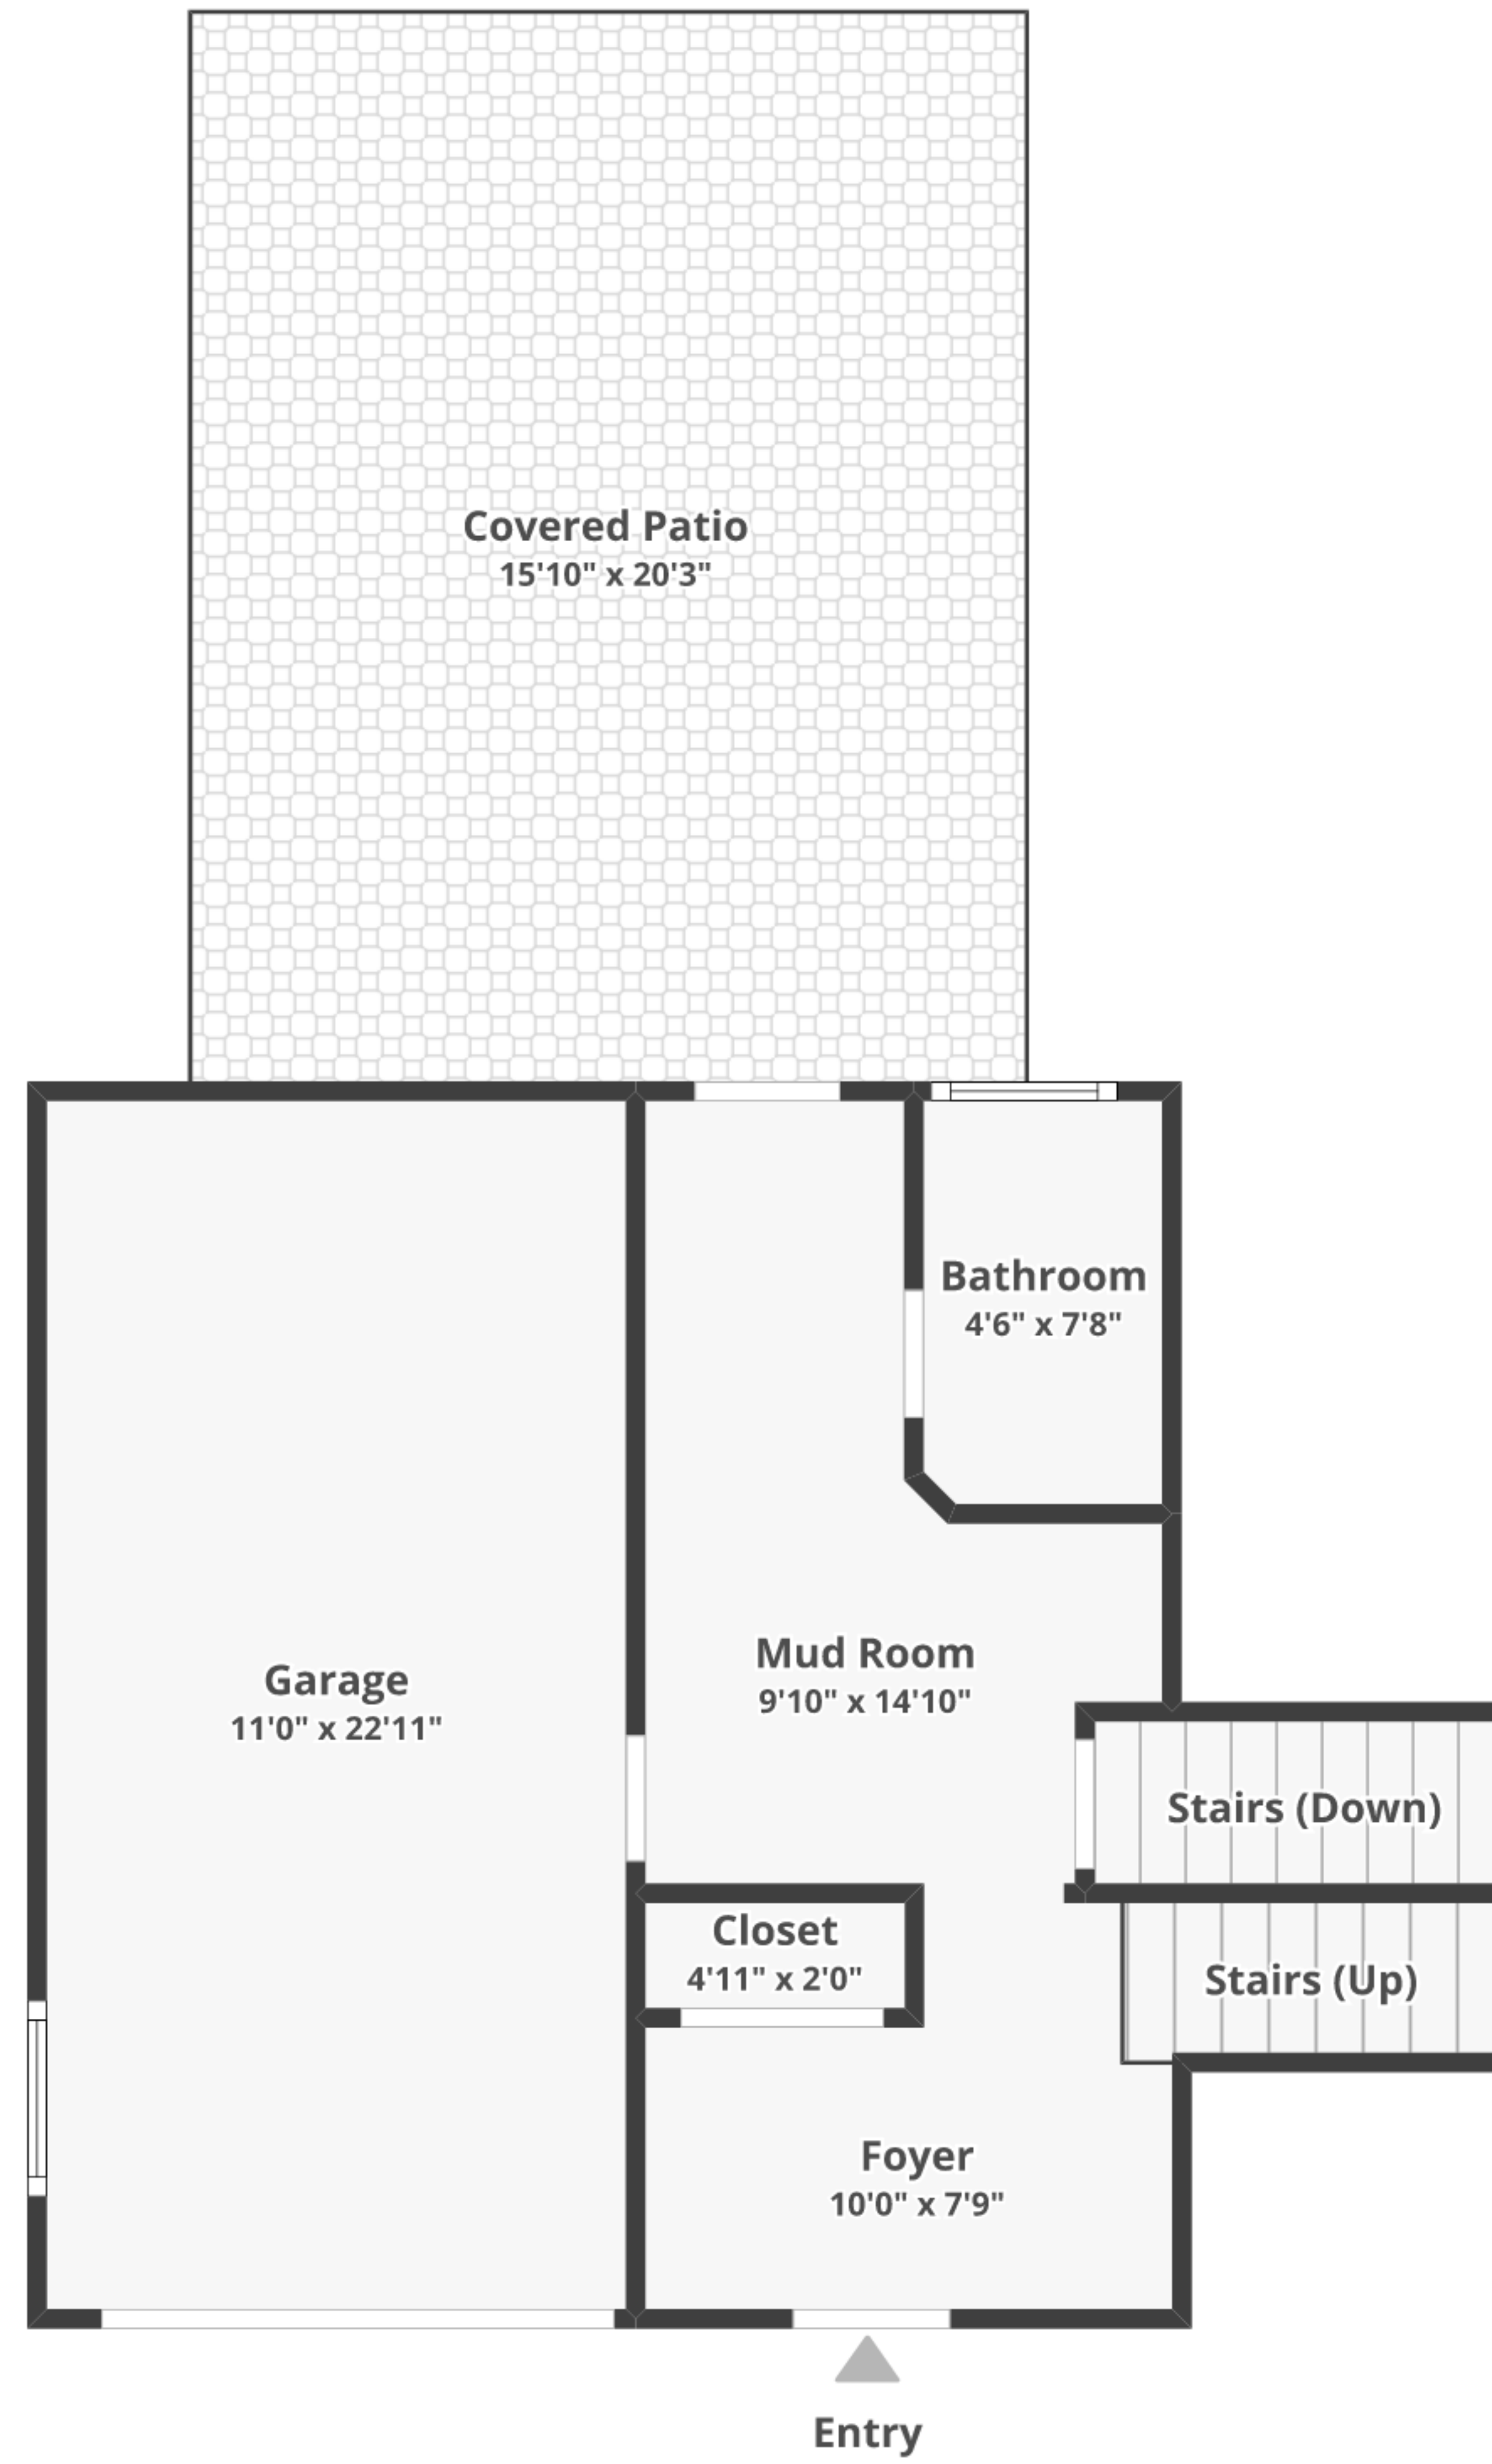 Covered Patio
15'10" x 20'3"
Bathroom
4'6" x 7'8"
Mud Room
9'10" x 14'10"
Garage
11'0" x 22'11"
Stairs (Down)
Closet
4'11" x 2'0"
Stairs (Up)
Foyer
10'0" x 7'9"
Entry